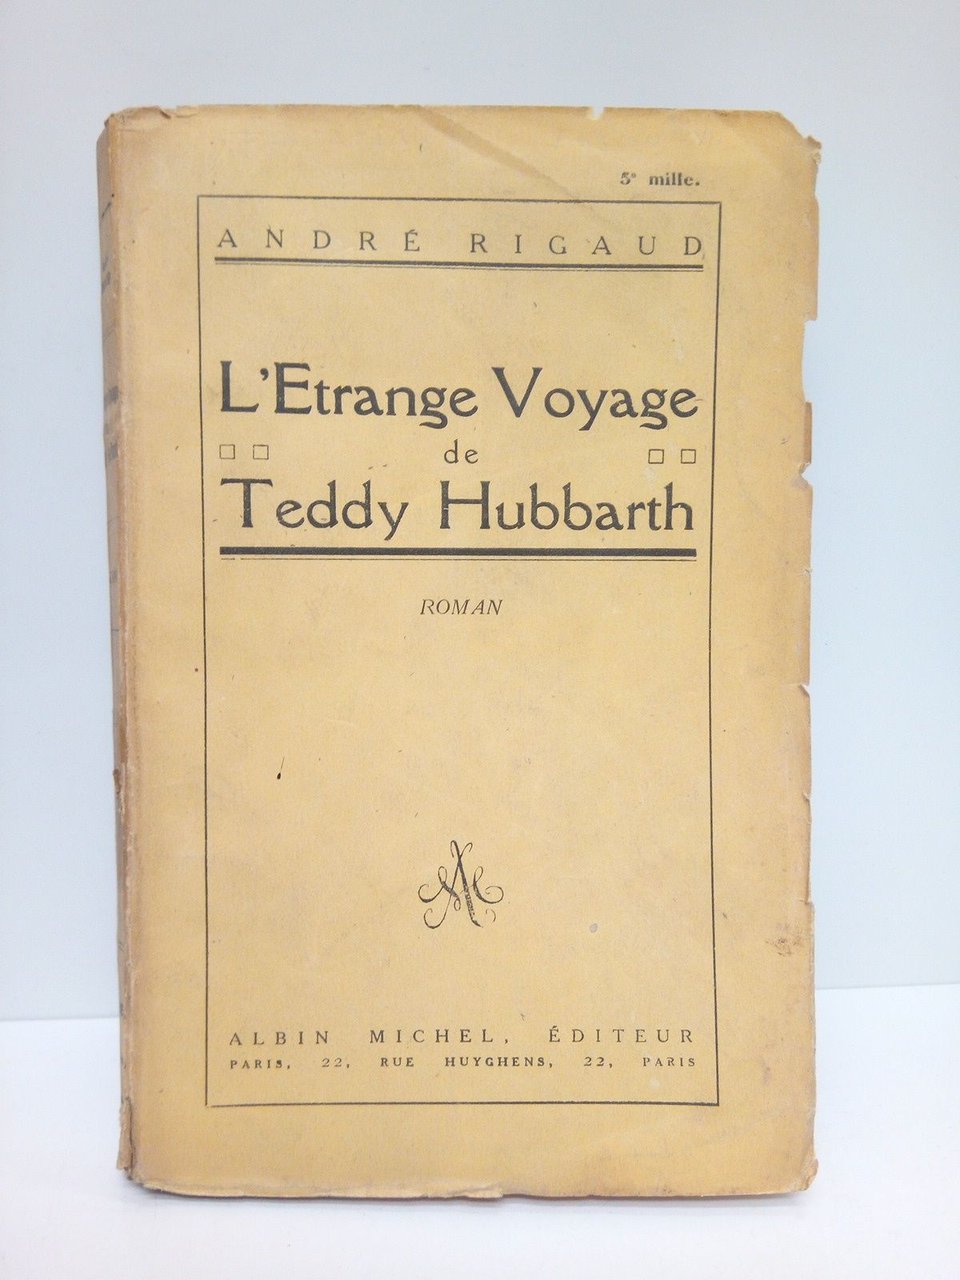 5e mille.
ANDRÉ RIGAUD
L'Etrange Voyage
de
Teddy Hubbarth
ROMAN
ALBIN MICHEL, ÉDITEUR
PARIS, 22, RUE HUYGHENS, 22, PARIS